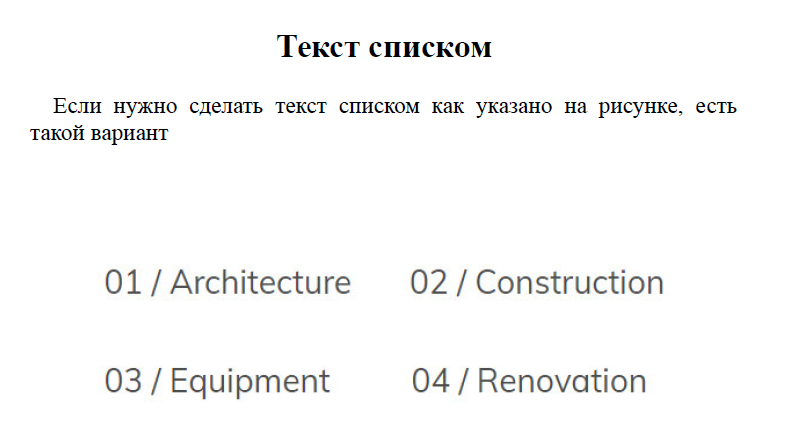 Текст списком
Если нужно сделать текст списком как указано на рисунке, есть
такой вариант
01 / Architecture 02 / Construction
03 / Equipment 04 / Renovation